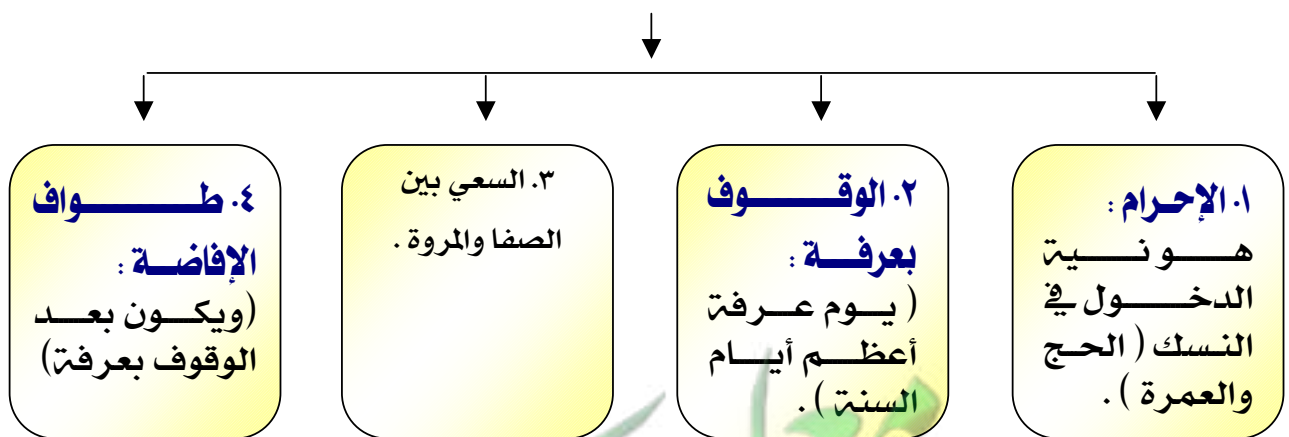 ١. الإحرام :
هو نية
الدخول في
النسك ( الحج
والعمرة ) .
٢. الوقوف
بعرفة :
( يوم عرفة
أعظم أيام
السنة ) .
٣. السعي بين
الصفا والمروة .
٤. طواف
الإفاضة :
(ويكون بعد
الوقوف بعرفة)